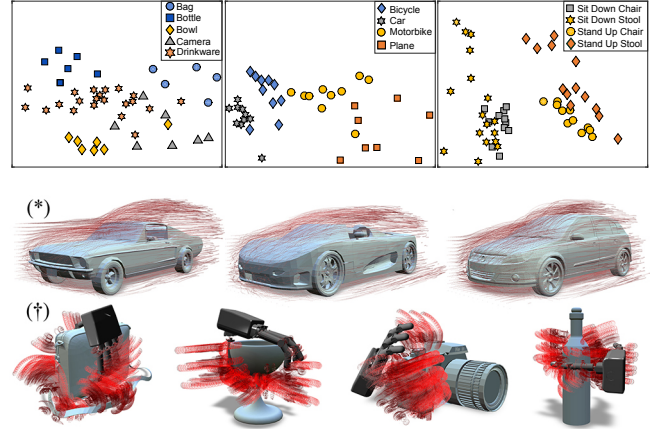 Bag
Bottle
Bowl
Camera
Drinkware
Bicycle
Car
Motorbike
Plane
Sit Down Chair
Sit Down Stool
Stand Up Chair
Stand Up Stool
(*)
(†)